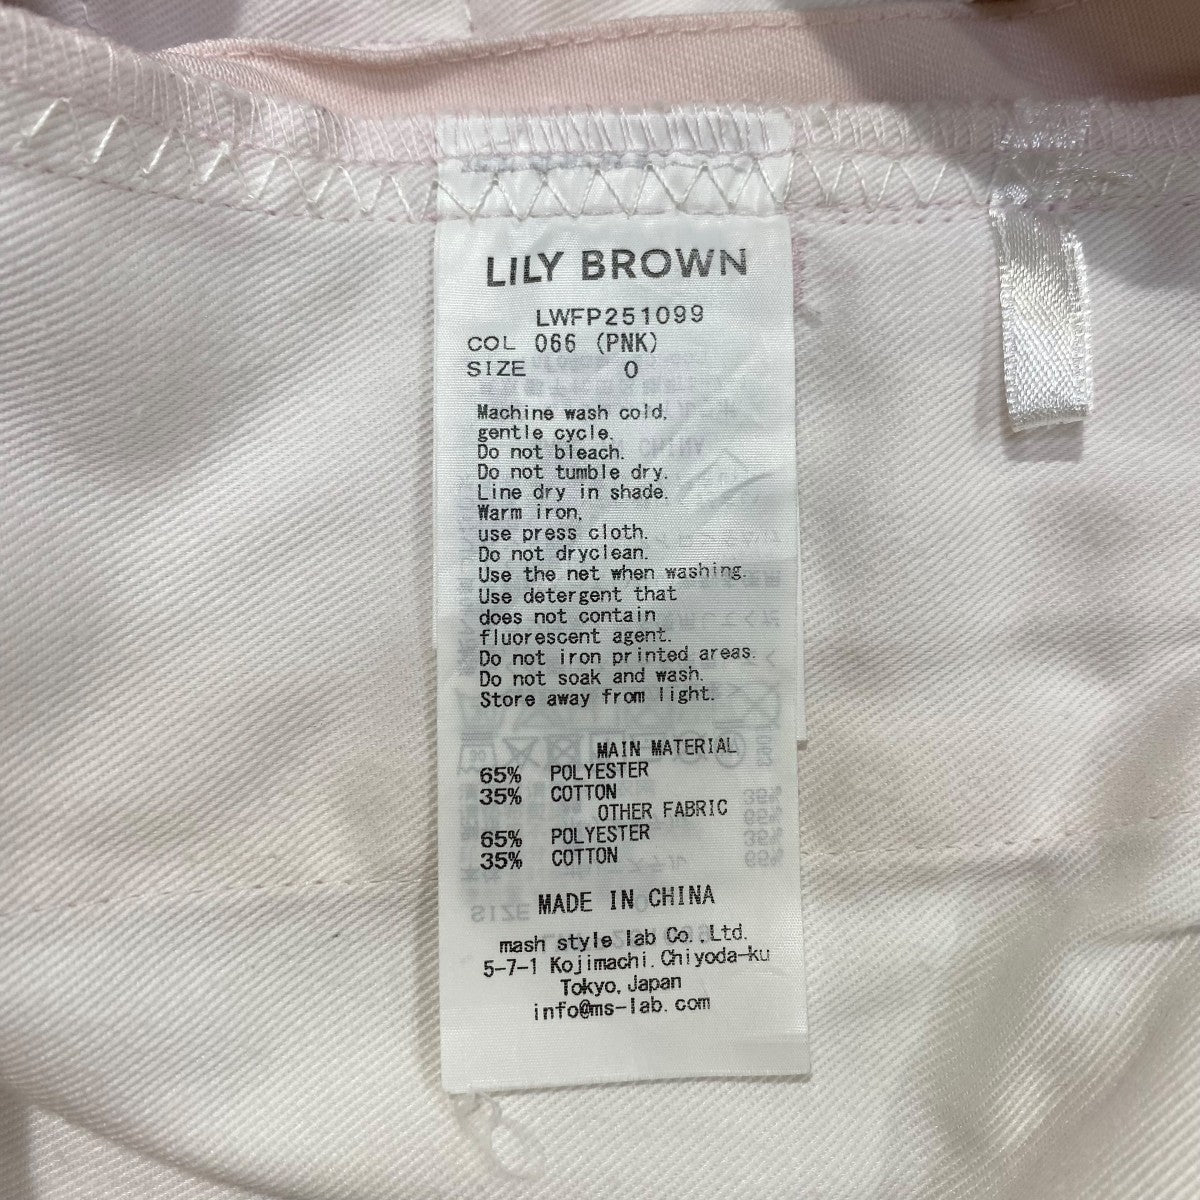 LILY BROWN
LWFP251099
COL 066 (PNK)
SIZE 0
Machine wash cold,
gentle cycle.
Do not bleach.
Do not tumble dry.
Line dry in shade.
Warm iron,
use press cloth.
Do not dryclean.
Use the net when washing.
Use detergent that
does not contain
fluorescent agent.
Do not iron printed areas.
Do not soak and wash.
Store away from light.
MAIN MATERIAL
65% POLYESTER
35% COTTON
OTHER FABRIC
65% POLYESTER
35% COTTON
MADE IN CHINA
mash style lab Co.,Ltd.
5-7-1 Kojimachi.Chiyoda-ku
Tokyo, Japan
info@ms-lab.com